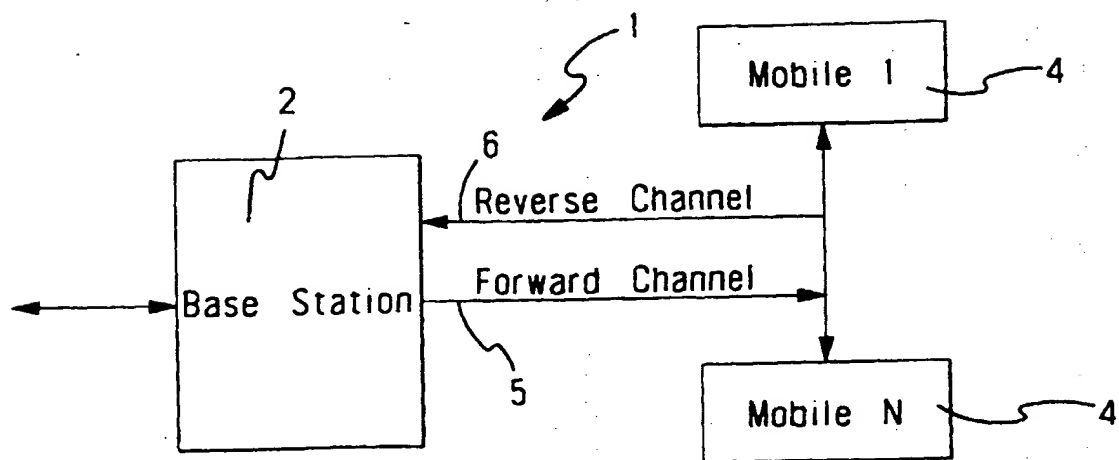 1
Mobile 1
4
2
6
Reverse Channel
Forward Channel
Base Station
5
Mobile N
4